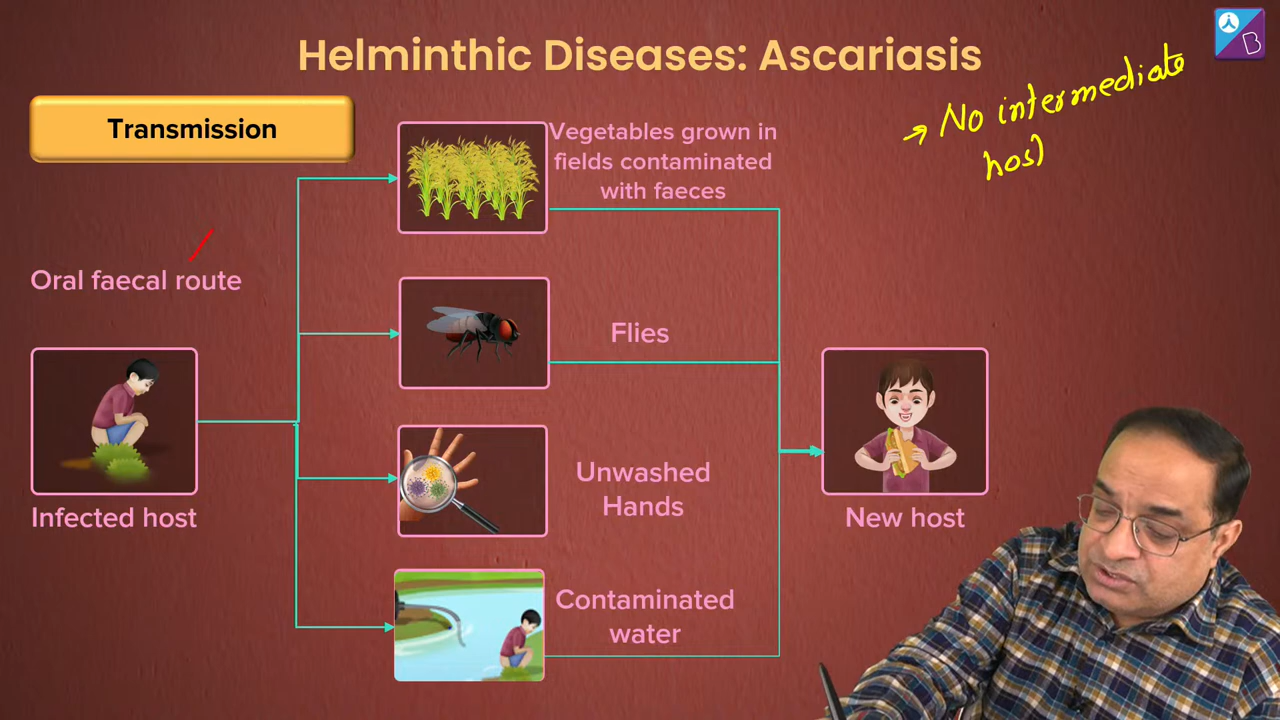 Helminthic Diseases: Ascariasis
→ No intermediate
host
Transmission
Vegetables grown in
fields contaminated
with faeces
Oral faecal route
Flies
Infected host
Unwashed
Hands
New host
Contaminated
water
B